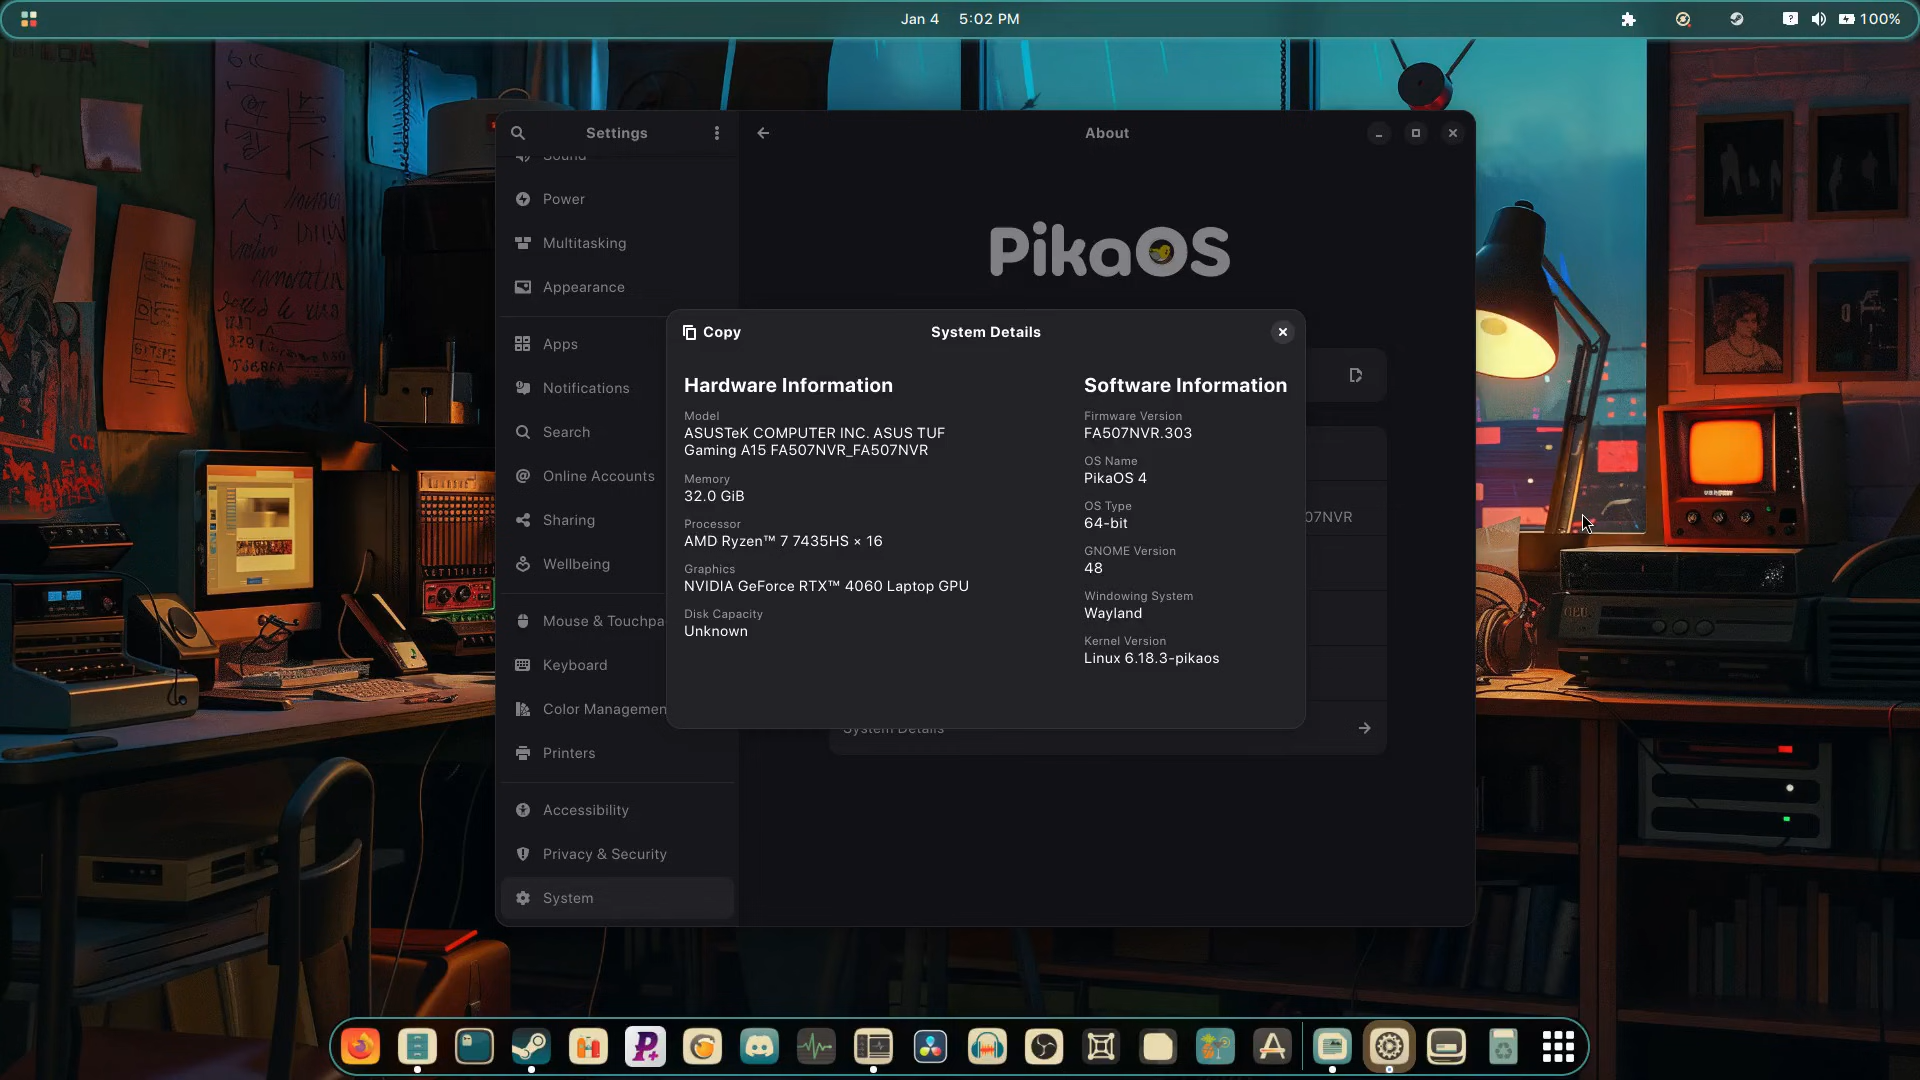 Jan 4 5:02 PM
100%
Settings
About
Sound
Power
Multitasking
Appearance
Apps
Notifications
Search
Online Accounts
Sharing
Wellbeing
Mouse & Touchpa
Keyboard
Color Managemen
Printers
Accessibility
Privacy & Security
System
PikaOS
07NVR
System Details
Copy
System Details
Hardware Information
Model
ASUSTeK COMPUTER INC. ASUS TUF
Gaming A15 FA507NVR_FA507NVR
Memory
32.0 GiB
Processor
AMD Ryzen™ 7 7435HS × 16
Graphics
NVIDIA GeForce RTX™ 4060 Laptop GPU
Disk Capacity
Unknown
Software Information
Firmware Version
FA507NVR.303
OS Name
PikaOS 4
OS Type
64-bit
GNOME Version
48
Windowing System
Wayland
Kernel Version
Linux 6.18.3-pikaos